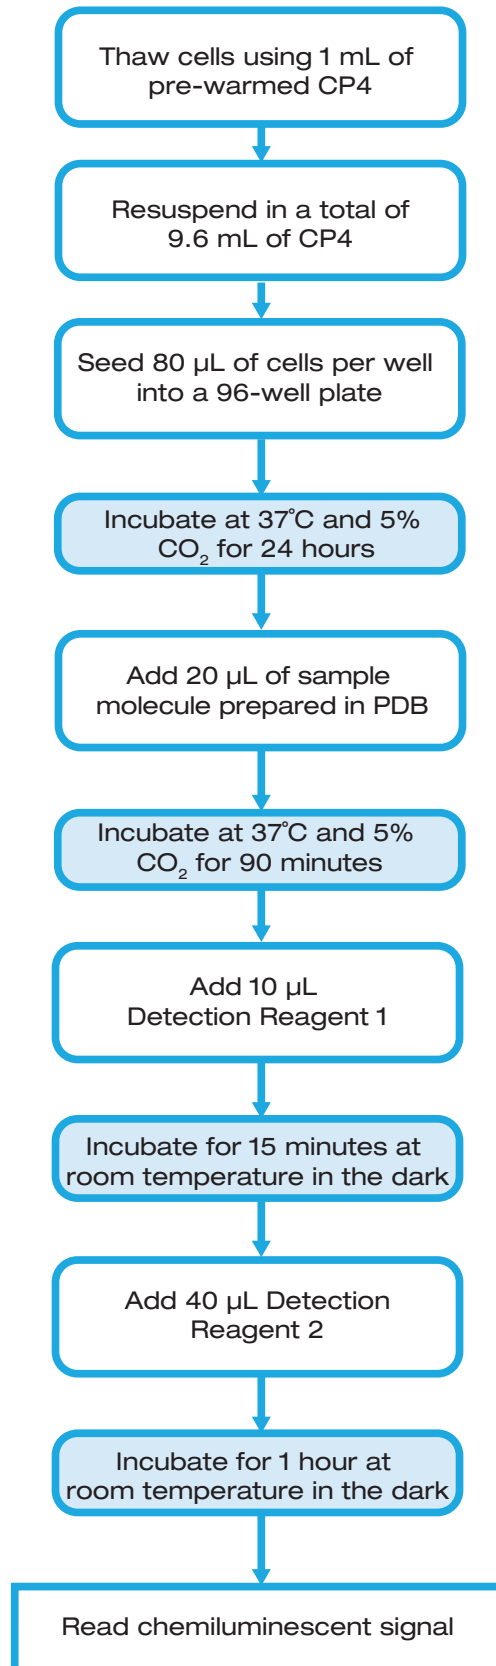 Thaw cells using 1 mL of
pre-warmed CP4
Resuspend in a total of
9.6 mL of CP4
Seed 80 µL of cells per well
into a 96-well plate
Incubate at 37°C and 5%
CO₂ for 24 hours
Add 20 µL of sample
molecule prepared in PDB
Incubate at 37°C and 5%
CO₂ for 90 minutes
Add 10 µL
Detection Reagent 1
Incubate for 15 minutes at
room temperature in the dark
Add 40 µL Detection
Reagent 2
Incubate for 1 hour at
room temperature in the dark
Read chemiluminescent signal